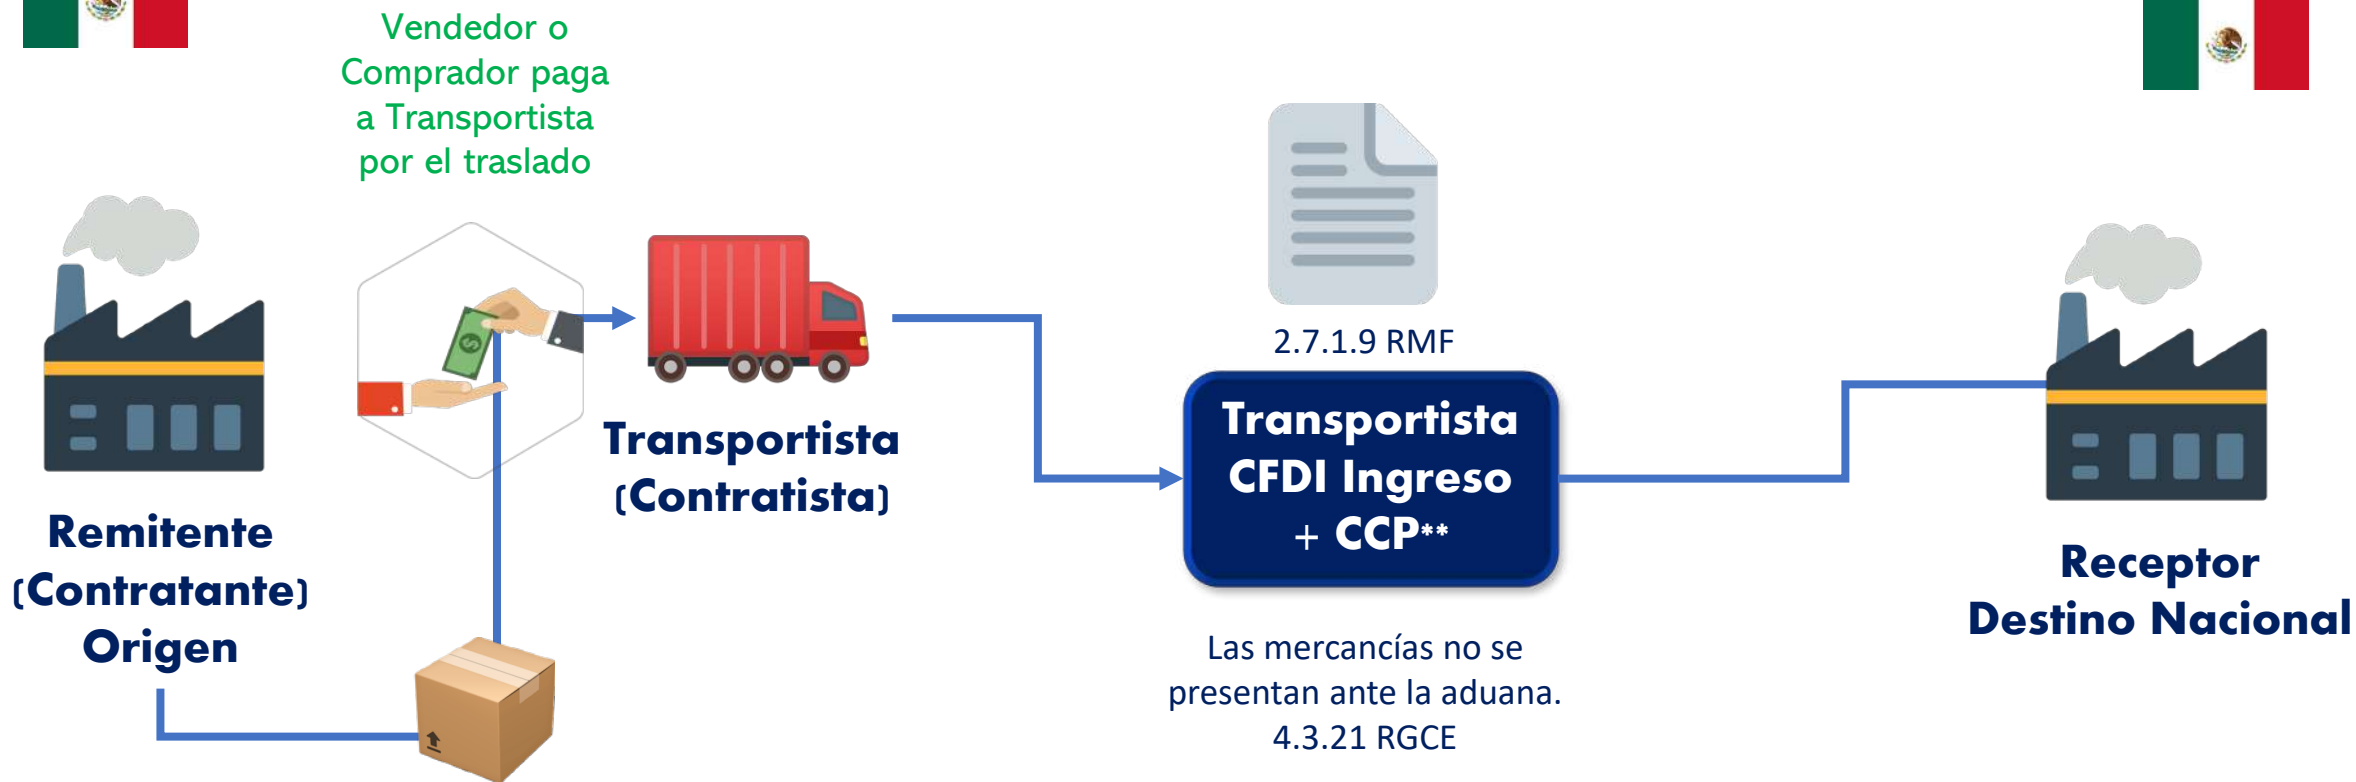 Vendedor o
Comprador paga
a Transportista
por el traslado
Remitente
(Contratante)
Origen
Transportista
(Contratista)
2.7.1.9 RMF
Transportista
CFDI Ingreso
+ CCP**
Las mercancías no se
presentan ante la aduana.
4.3.21 RGCE
Receptor
Destino Nacional